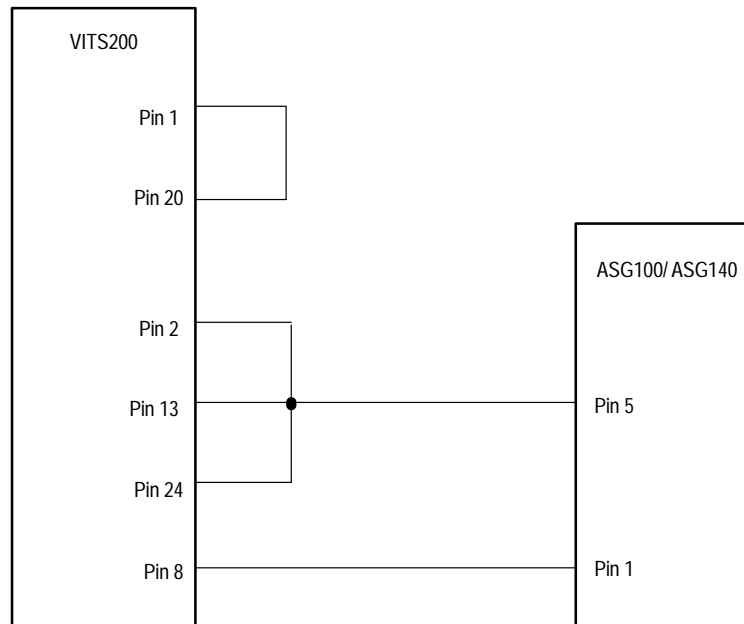 VITS200
Pin 1
Pin 20
ASG100/ ASG140
Pin 2
Pin 13
Pin 5
Pin 24
Pin 8
Pin 1